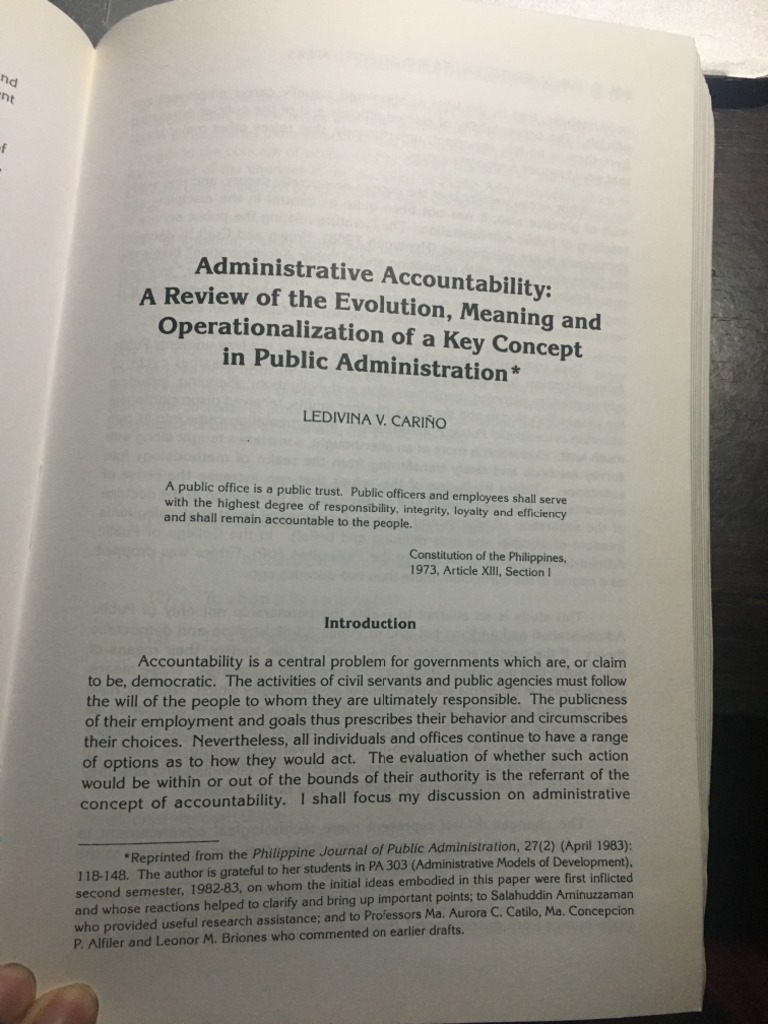 nd
nt
of
Administrative Accountability:
A Review of the Evolution, Meaning and
Operationalization of a Key Concept
in Public Administration*
LEDIVINA V. CARIÑO
A public office is a public trust. Public officers and employees shall serve
with the highest degree of responsibility, integrity, loyalty and efficiency
and shall remain accountable to the people.
Constitution of the Philippines,
1973, Article XIII, Section I
Introduction
Accountability is a central problem for governments which are, or claim
to be, democratic. The activities of civil servants and public agencies must follow
the will of the people to whom they are ultimately responsible. The publicness
of their employment and goals thus prescribes their behavior and circumscribes
their choices. Nevertheless, all individuals and offices continue to have a range
of options as to how they would act. The evaluation of whether such action
would be within or out of the bounds of their authority is the referrant of the
concept of accountability. I shall focus my discussion on administrative
*Reprinted from the Philippine Journal of Public Administration, 27(2) (April 1983):
118-148. The author is grateful to her students in PA 303 (Administrative Models of Development),
second semester, 1982-83, on whom the initial ideas embodied in this paper were first inflicted
and whose reactions helped to clarify and bring up important points; to Salahuddin Aminuzzaman
who provided useful research assistance; and to Professors Ma. Aurora C. Catilo, Ma. Concepcion
P. Alfiler and Leonor M. Briones who commented on earlier drafts.